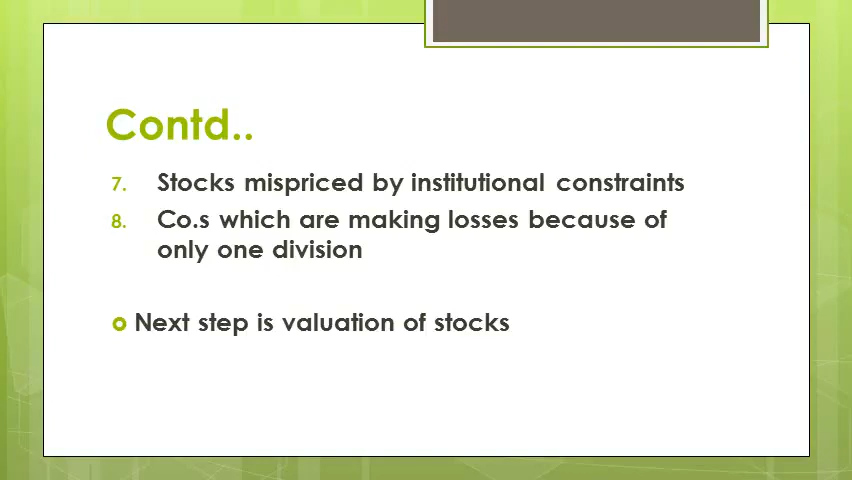 Contd..
7. Stocks mispriced by institutional constraints
8. Co.s which are making losses because of
only one division
Next step is valuation of stocks